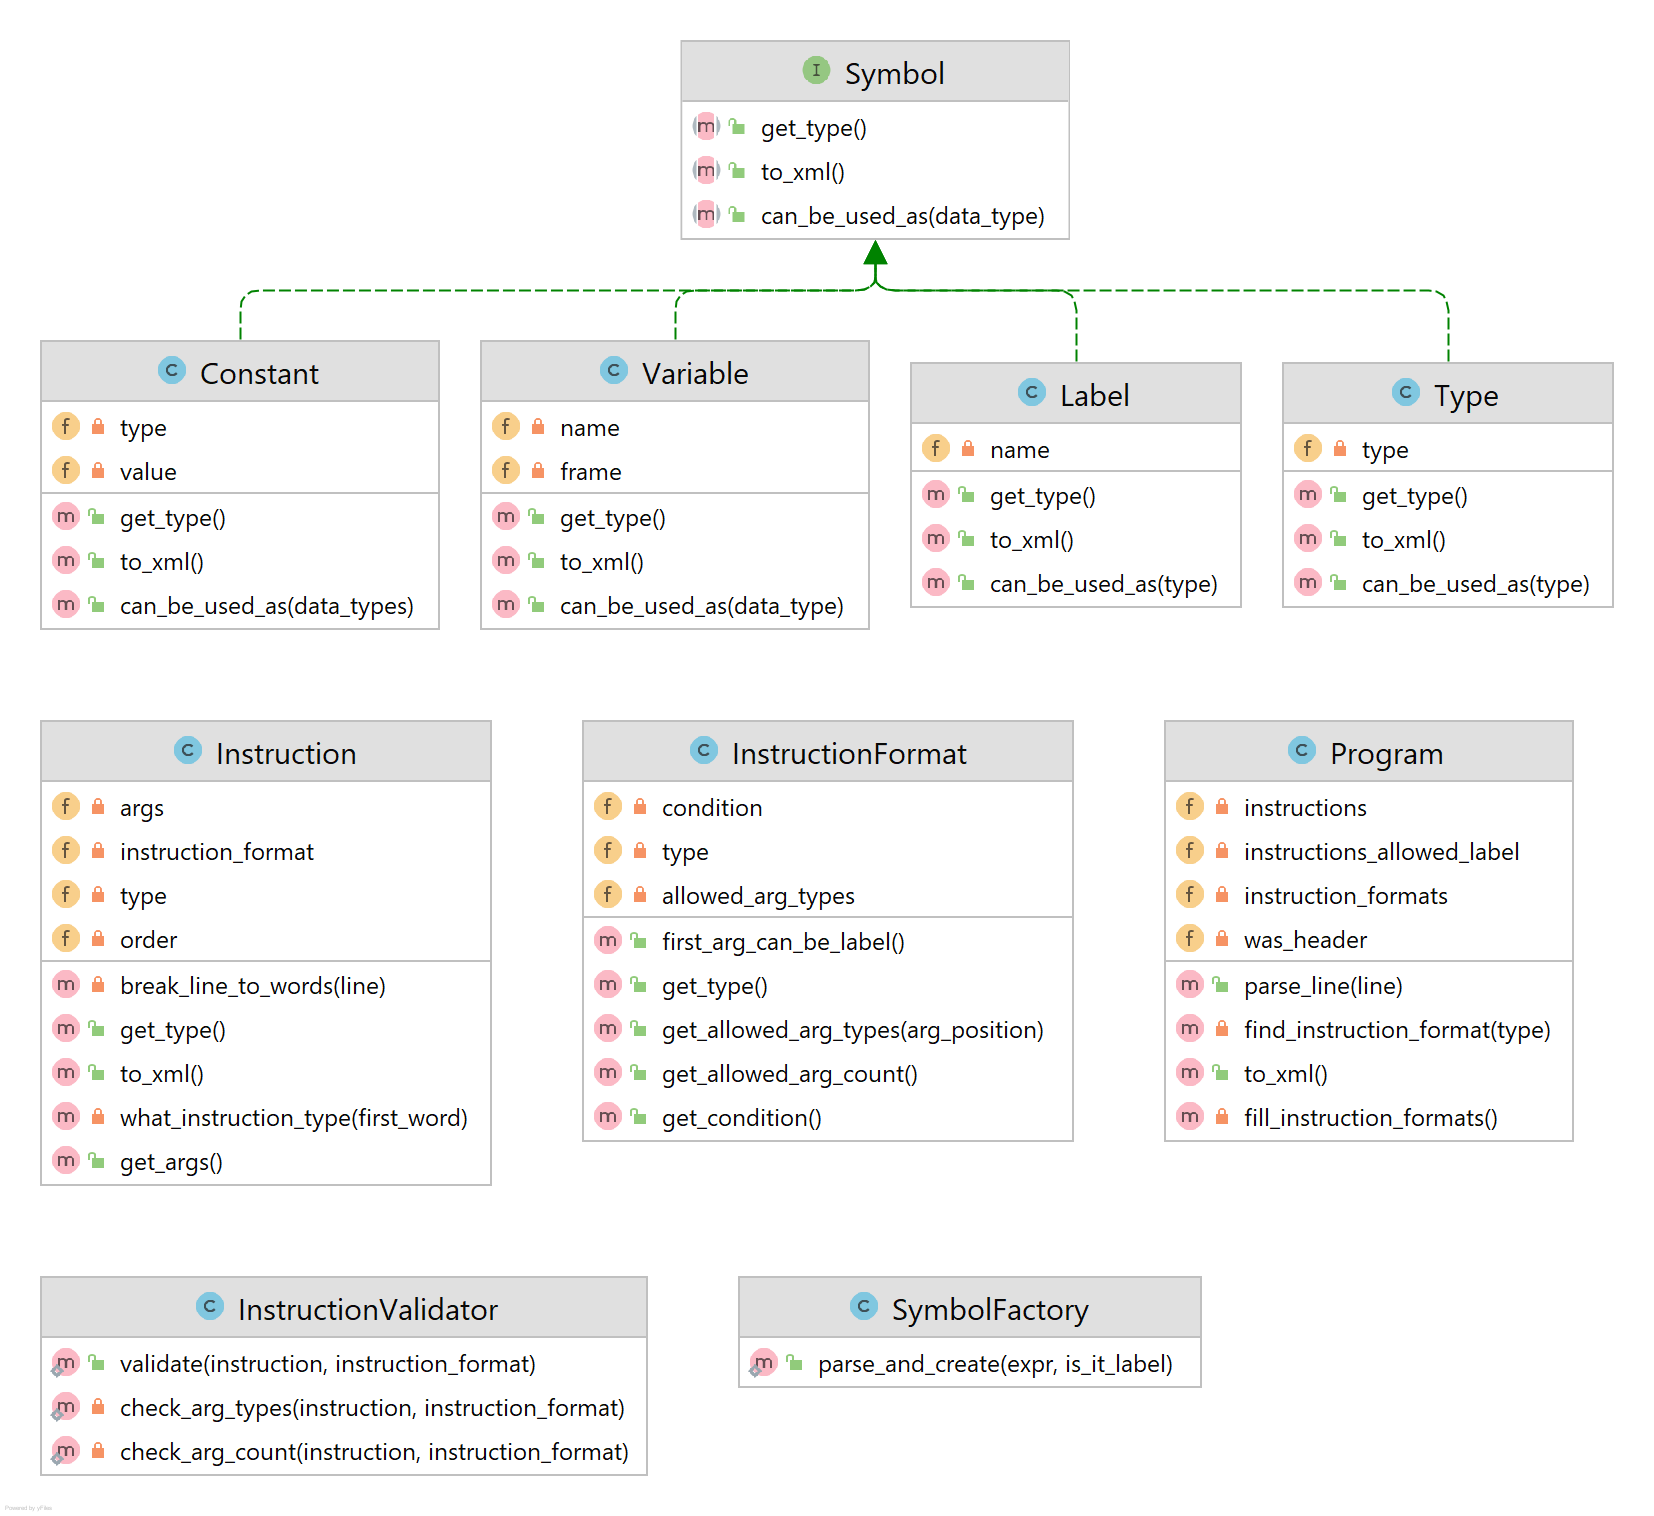 I Symbol
m get_type()
m to_xml()
m can_be_used_as(data_type)
C Constant
f type
f value
m get_type()
m to_xml()
m can_be_used_as(data_types)
C Variable
f name
f frame
m get_type()
m to_xml()
m can_be_used_as(data_type)
C Label
f name
m get_type()
m to_xml()
m can_be_used_as(type)
C Type
f type
m get_type()
m to_xml()
m can_be_used_as(type)
C Instruction
f args
f instruction_format
f type
f order
m break_line_to_words(line)
m get_type()
m to_xml()
m what_instruction_type(first_word)
m get_args()
C InstructionFormat
f condition
f type
f allowed_arg_types
m first_arg_can_be_label()
m get_type()
m get_allowed_arg_types(arg_position)
m get_allowed_arg_count()
m get_condition()
C Program
f instructions
f instructions_allowed_label
f instruction_formats
f was_header
m parse_line(line)
m find_instruction_format(type)
m to_xml()
m fill_instruction_formats()
C InstructionValidator
m validate(instruction, instruction_format)
m check_arg_types(instruction, instruction_format)
m check_arg_count(instruction, instruction_format)
C SymbolFactory
m parse_and_create(expr, is_it_label)
Powered by yFiles